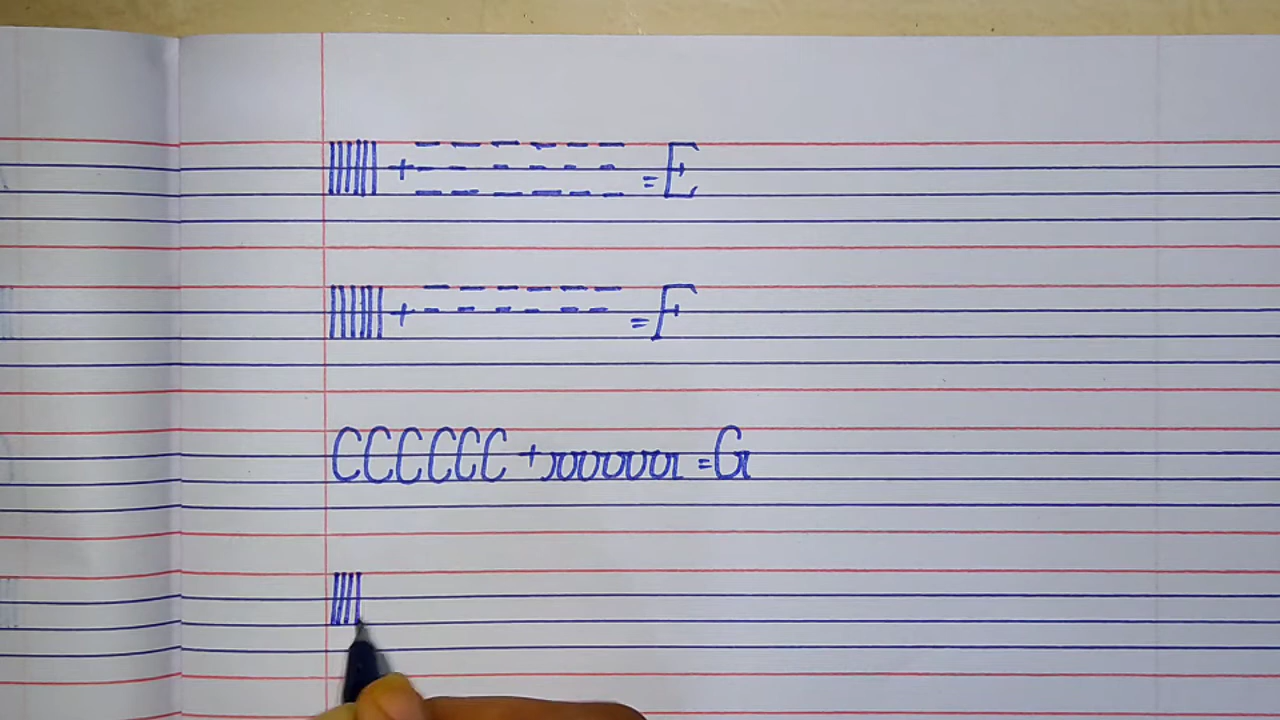 |||||| + – – – – – – = E
|||||| + – – – – – – = F
CCCCCC + = G
||||